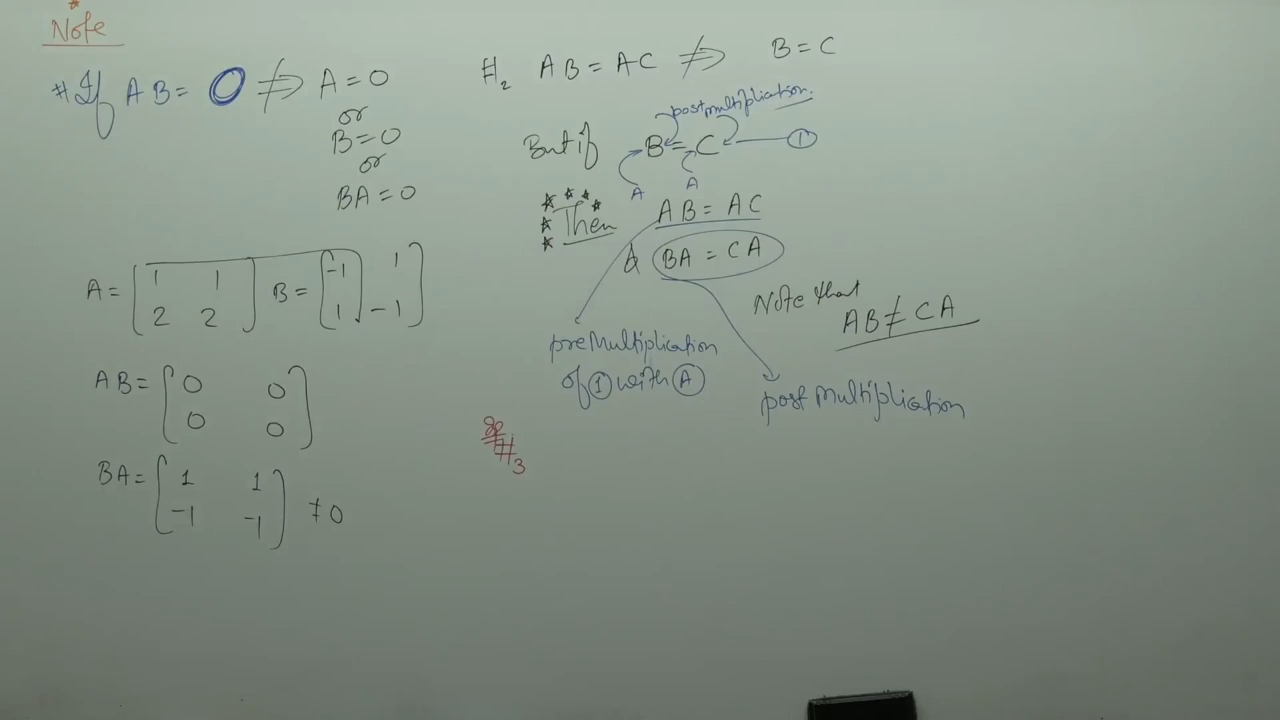 Note
# If AB = O ⇏ A = 0
or
B = 0
or
BA = 0
A = [ 1 1 B = [ -1 1
2 2 ] 1 -1 ]
AB = [ 0 0
0 0 ]
BA = [ 1 1
-1 -1 ] ≠ 0
#2 AB = AC ⇏ B = C
post multiplication.
But if B = C ①
A A
Then AB = AC
& BA = CA
Note that
AB ≠ CA
pre Multiplication
of ① with Ⓐ
post Multiplication
#3